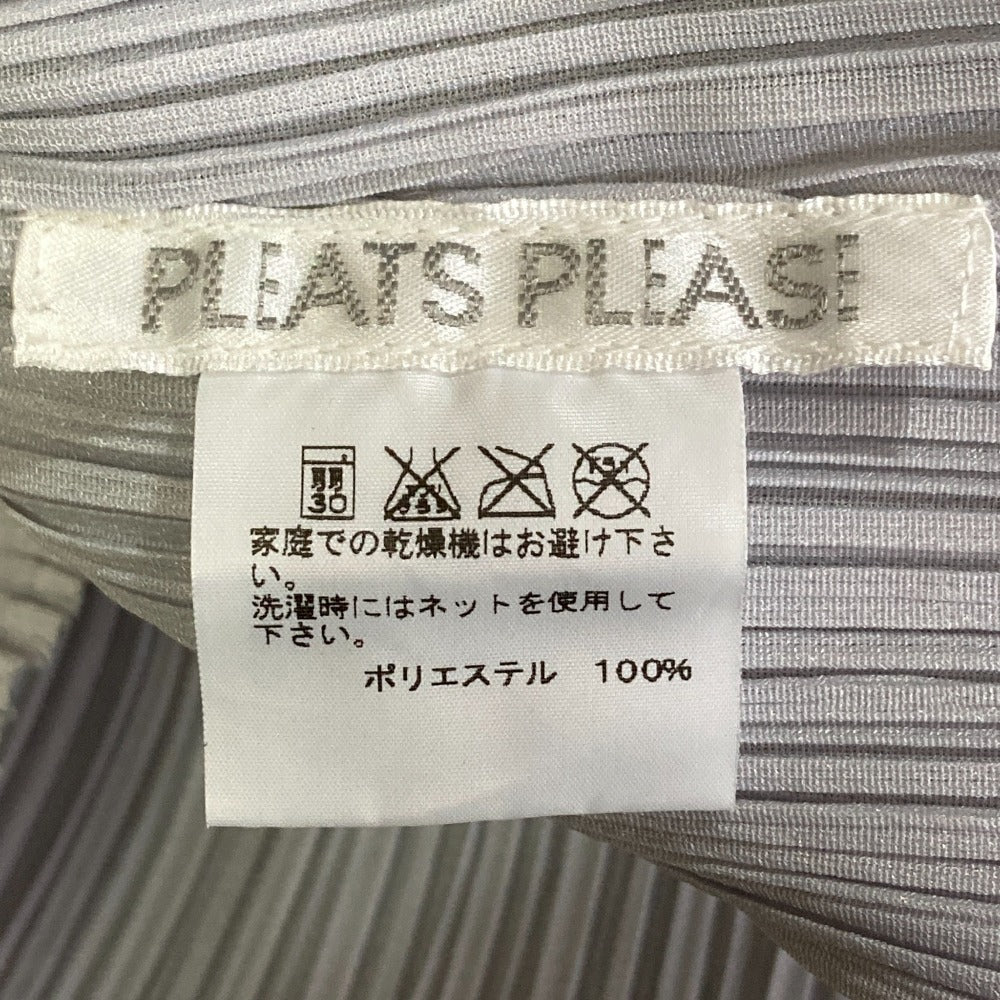 PLEATS PLEASE
弱
30
家庭での乾燥機はお避け下さ
い。
洗濯時にはネットを使用して
下さい。
ポリエステル 100%